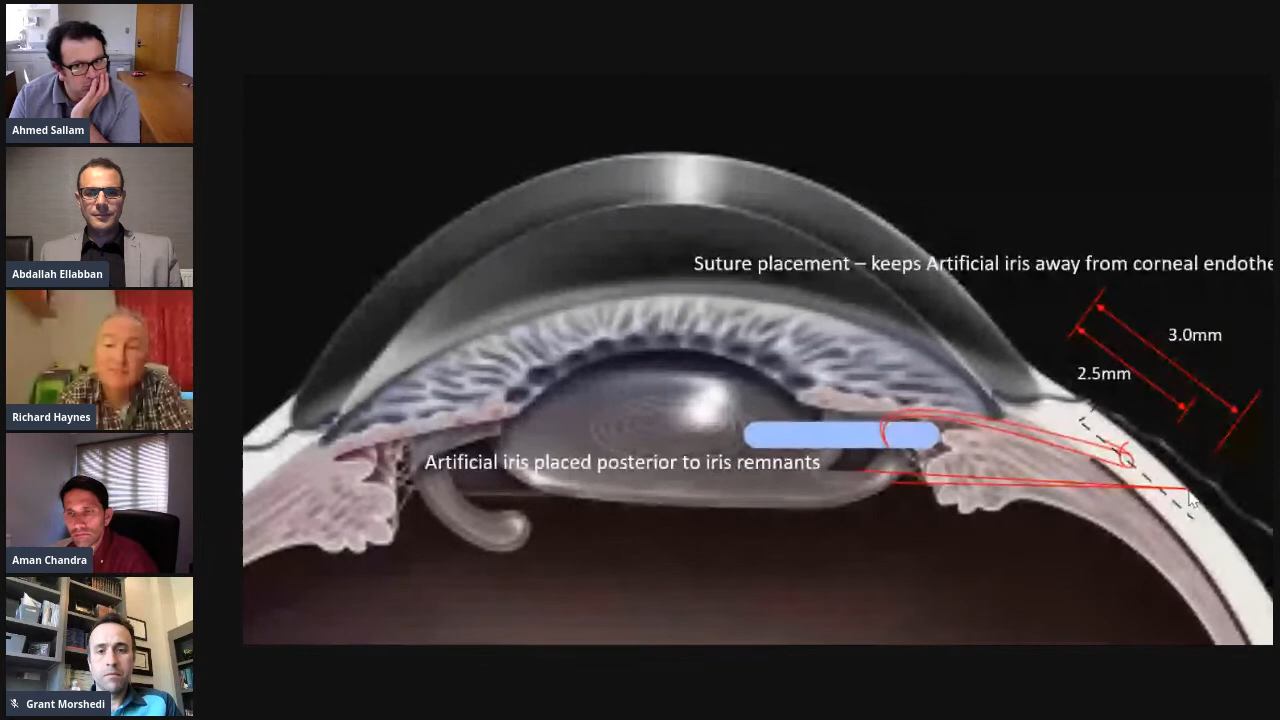 Ahmed Sallam
Abdallah Ellabban
Richard Haynes
Aman Chandra
Grant Morshedi
Suture placement – keeps Artificial iris away from corneal endothe
3.0mm
2.5mm
Artificial iris placed posterior to iris remnants